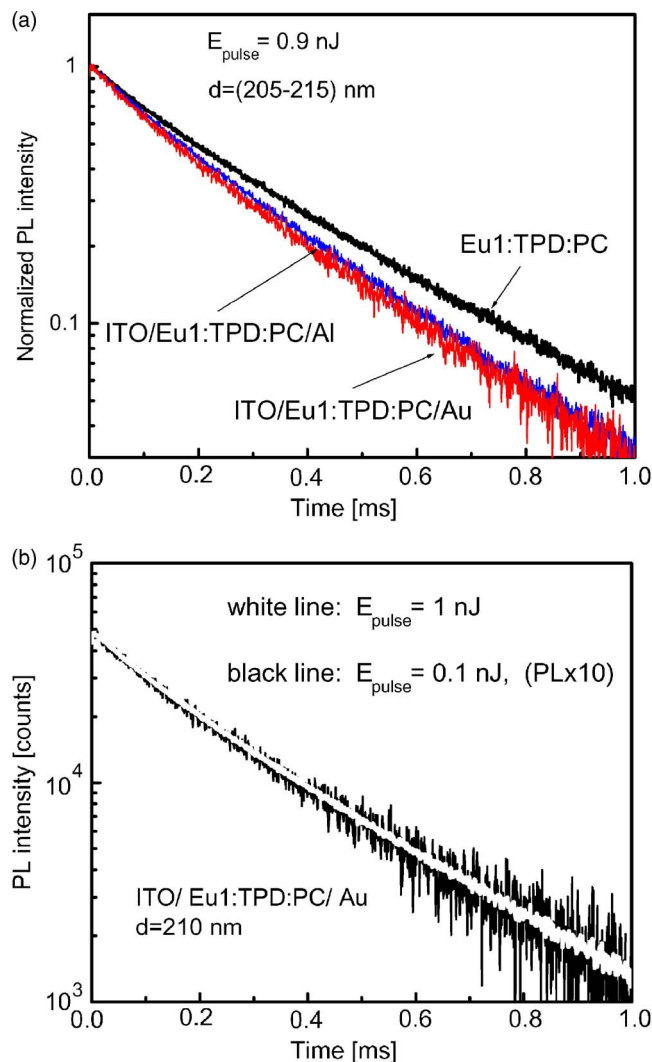 (a)
E_pulse = 0.9 nJ
d=(205-215) nm
1
0.1
Normalized PL intensity
Eu1:TPD:PC
ITO/Eu1:TPD:PC/Al
ITO/Eu1:TPD:PC/Au
0.0 0.2 0.4 0.6 0.8 1.0
Time [ms]
(b)
10^5
10^4
10^3
PL intensity [counts]
white line: E_pulse = 1 nJ
black line: E_pulse = 0.1 nJ, (PLx10)
ITO/ Eu1:TPD:PC/ Au
d=210 nm
0.0 0.2 0.4 0.6 0.8 1.0
Time [ms]